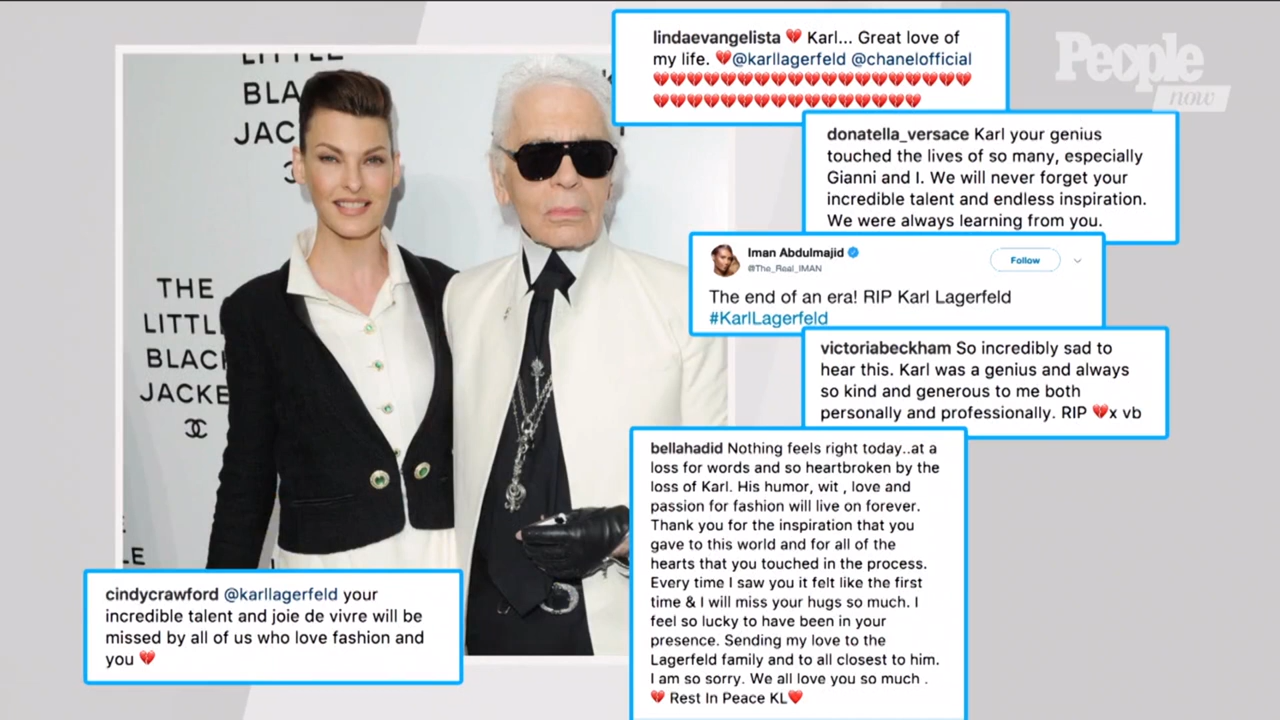 People
now
LITTLE
BLA
JAC
THE
LITTL
BLAC
JACKE
LE
lindaevangelista 💔 Karl... Great love of
my life. 💔@karllagerfeld @chanelofficial
💔💔💔💔💔💔💔💔💔💔💔💔💔💔💔💔💔💔💔
💔💔💔💔💔💔💔💔💔💔💔💔💔💔💔💔
donatella_versace Karl your genius
touched the lives of so many, especially
Gianni and I. We will never forget your
incredible talent and endless inspiration.
We were always learning from you.
Iman Abdulmajid
@The_Real_IMAN
Follow
The end of an era! RIP Karl Lagerfeld
#KarlLagerfeld
victoriabeckham So incredibly sad to
hear this. Karl was a genius and always
so kind and generous to me both
personally and professionally. RIP 💔x vb
bellahadid Nothing feels right today..at a
loss for words and so heartbroken by the
loss of Karl. His humor, wit , love and
passion for fashion will live on forever.
Thank you for the inspiration that you
gave to this world and for all of the
hearts that you touched in the process.
Every time I saw you it felt like the first
time & I will miss your hugs so much. I
feel so lucky to have been in your
presence. Sending my love to the
Lagerfeld family and to all closest to him.
I am so sorry. We all love you so much .
💔 Rest In Peace KL❤️
cindycrawford @karllagerfeld your
incredible talent and joie de vivre will be
missed by all of us who love fashion and
you 💔